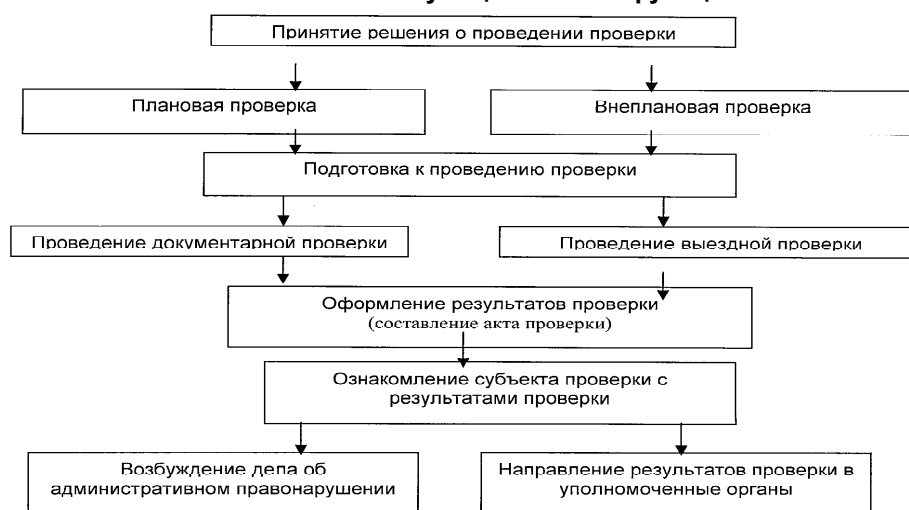 Принятие решения о проведении проверки
Плановая проверка
Внеплановая проверка
Подготовка к проведению проверки
Проведение документарной проверки
Проведение выездной проверки
Оформление результатов проверки
(составление акта проверки)
Ознакомление субъекта проверки с
результатами проверки
Возбуждение дела об
административном правонарушении
Направление результатов проверки в
уполномоченные органы